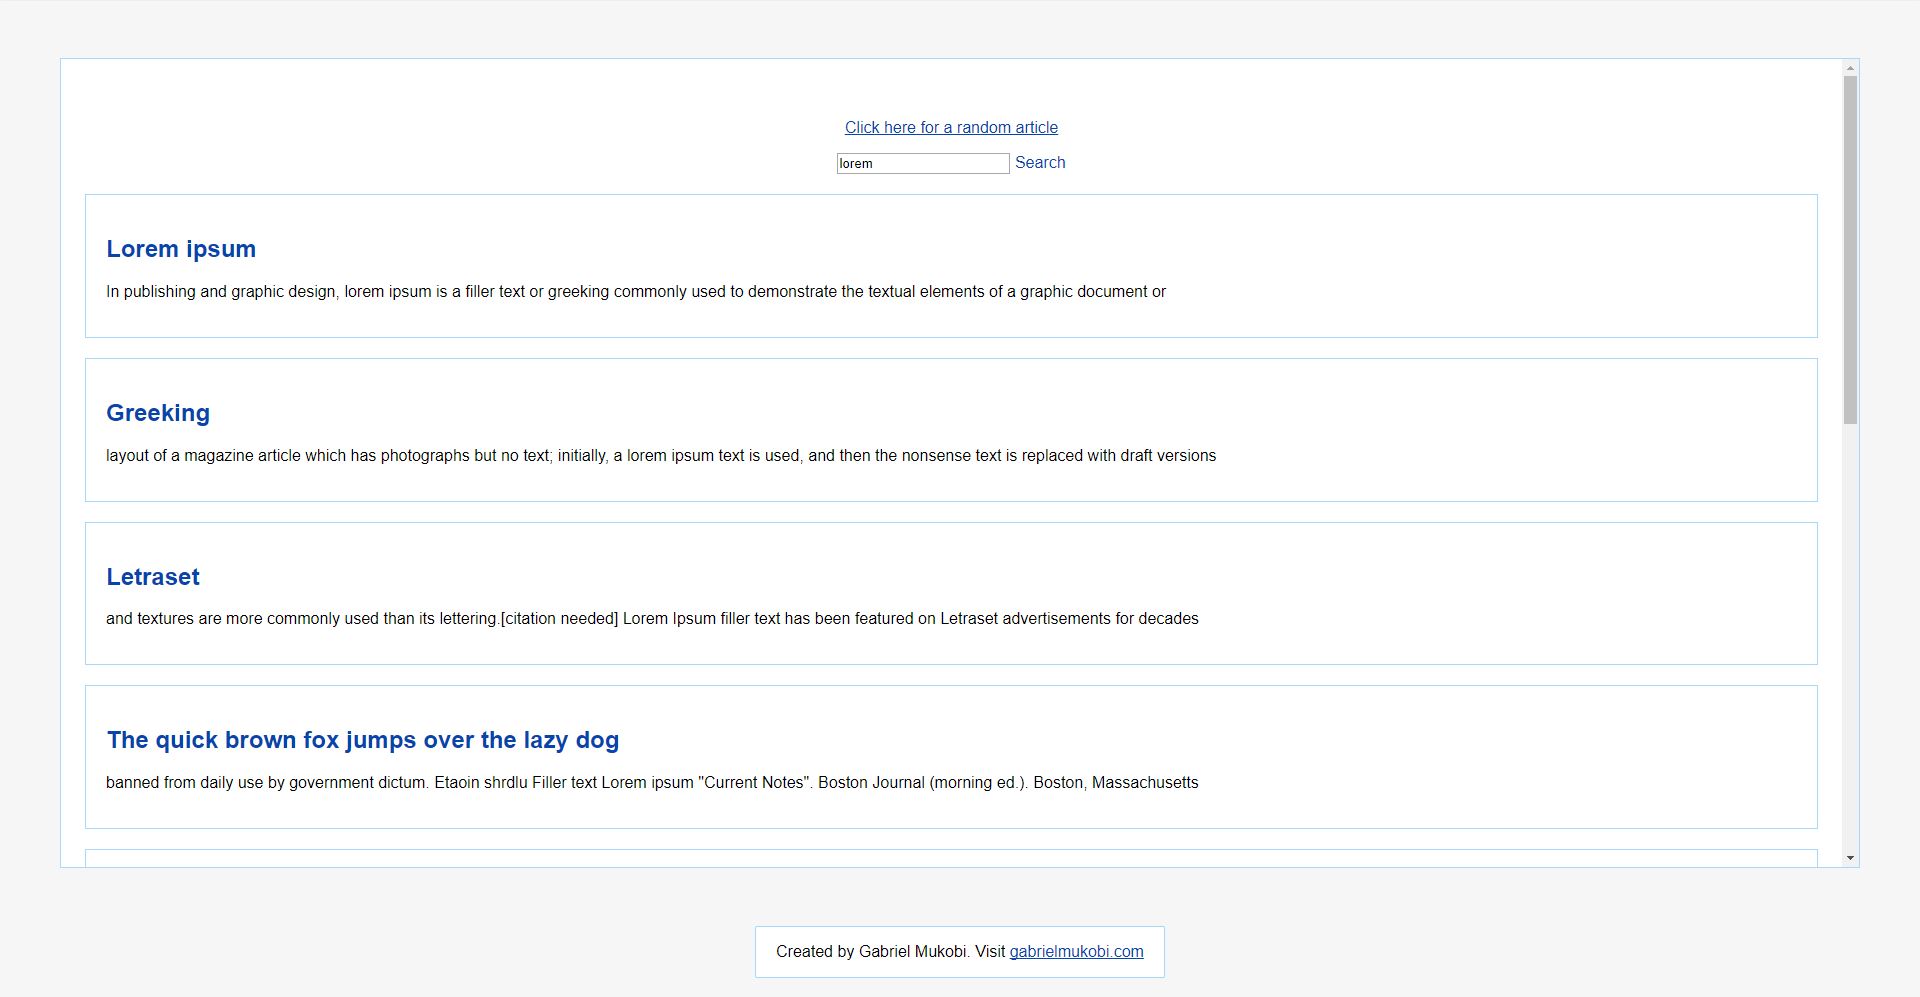 Click here for a random article
lorem Search
Lorem ipsum
In publishing and graphic design, lorem ipsum is a filler text or greeking commonly used to demonstrate the textual elements of a graphic document or
Greeking
layout of a magazine article which has photographs but no text; initially, a lorem ipsum text is used, and then the nonsense text is replaced with draft versions
Letraset
and textures are more commonly used than its lettering.[citation needed] Lorem Ipsum filler text has been featured on Letraset advertisements for decades
The quick brown fox jumps over the lazy dog
banned from daily use by government dictum. Etaoin shrdlu Filler text Lorem ipsum "Current Notes". Boston Journal (morning ed.). Boston, Massachusetts
Created by Gabriel Mukobi. Visit gabrielmukobi.com